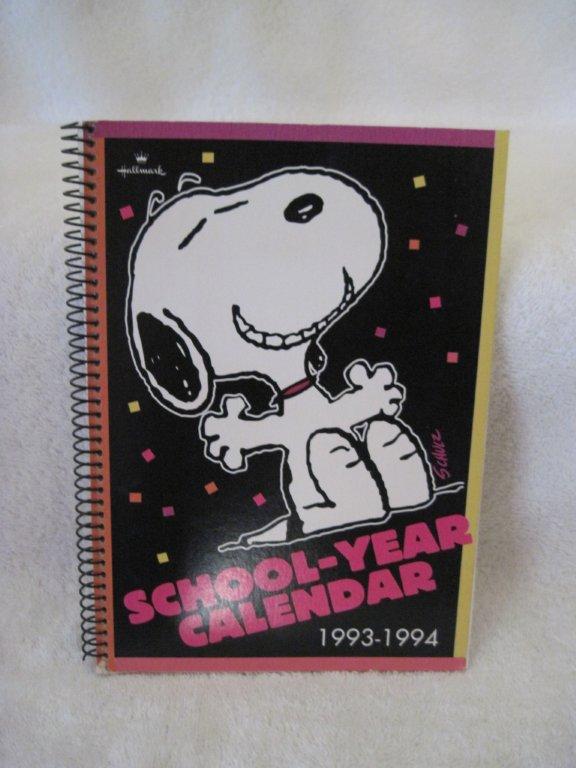 Hallmark
SCHULZ
SCHOOL-YEAR
CALENDAR
1993-1994